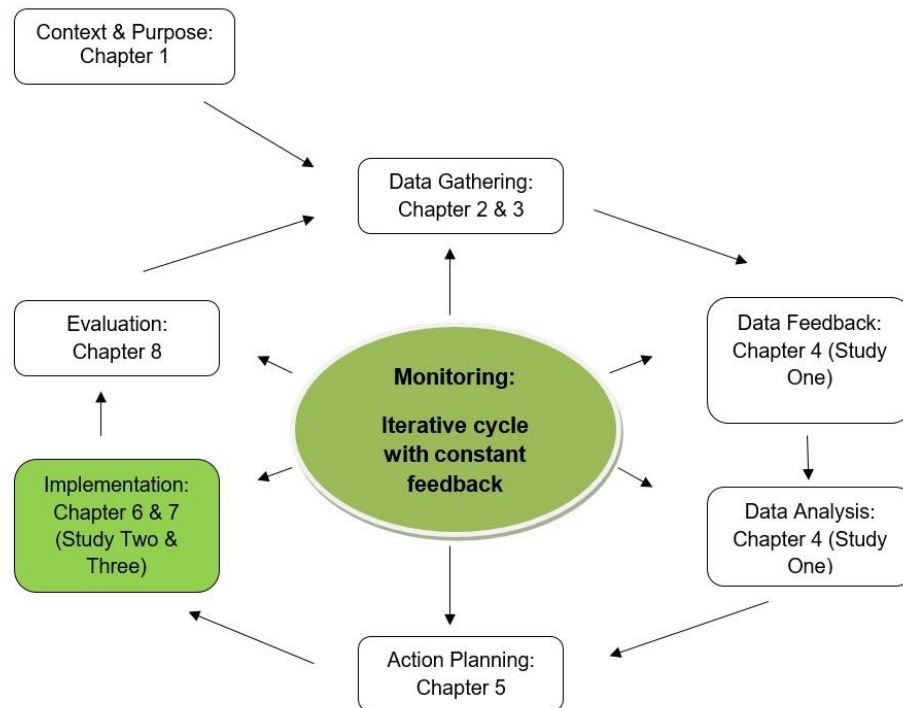 Context & Purpose:
Chapter 1
Data Gathering:
Chapter 2 & 3
Evaluation:
Chapter 8
Data Feedback:
Chapter 4 (Study
One)
Monitoring:
Iterative cycle
with constant
feedback
Implementation:
Chapter 6 & 7
(Study Two &
Three)
Data Analysis:
Chapter 4 (Study
One)
Action Planning:
Chapter 5